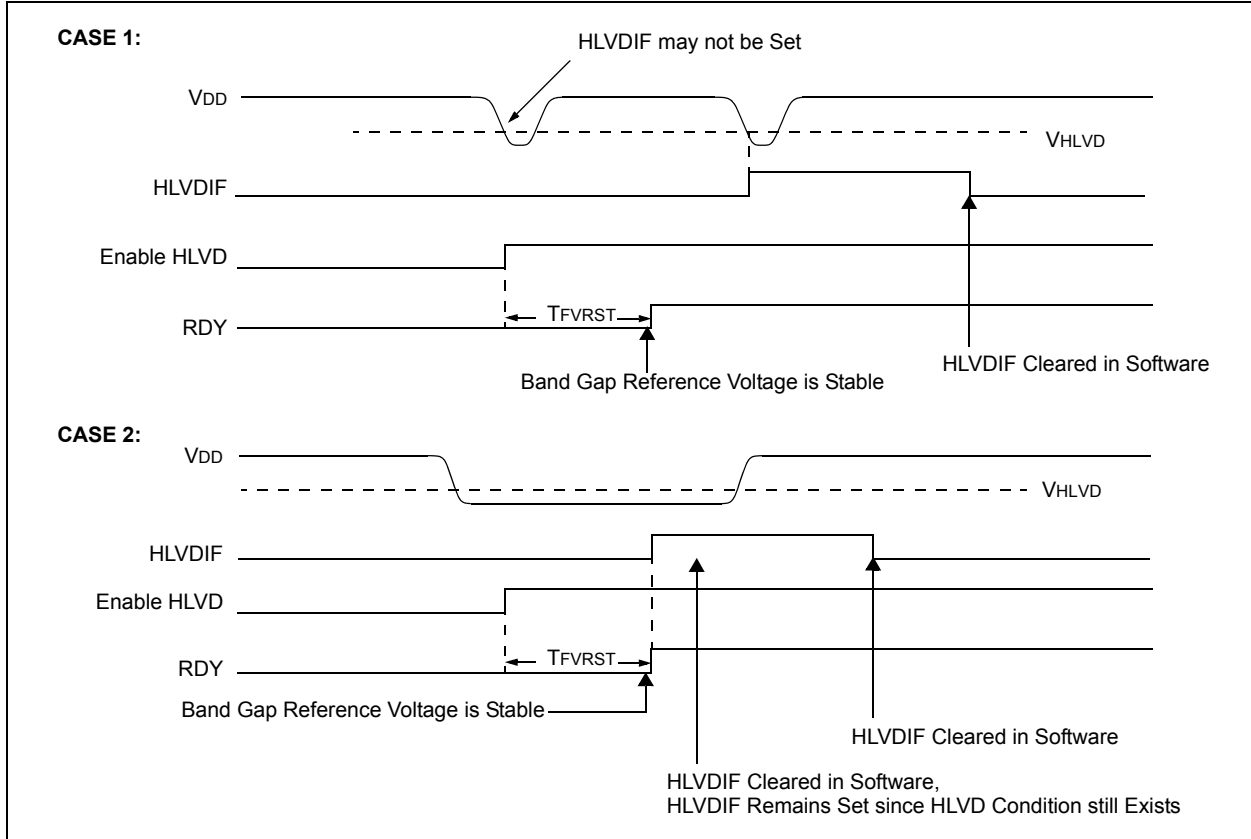 CASE 1:
HLVDIF may not be Set
VDD
VHLVD
HLVDIF
Enable HLVD
TFVRST
RDY
HLVDIF Cleared in Software
Band Gap Reference Voltage is Stable
CASE 2:
VDD
VHLVD
HLVDIF
Enable HLVD
TFVRST
RDY
Band Gap Reference Voltage is Stable
HLVDIF Cleared in Software
HLVDIF Cleared in Software,
HLVDIF Remains Set since HLVD Condition still Exists